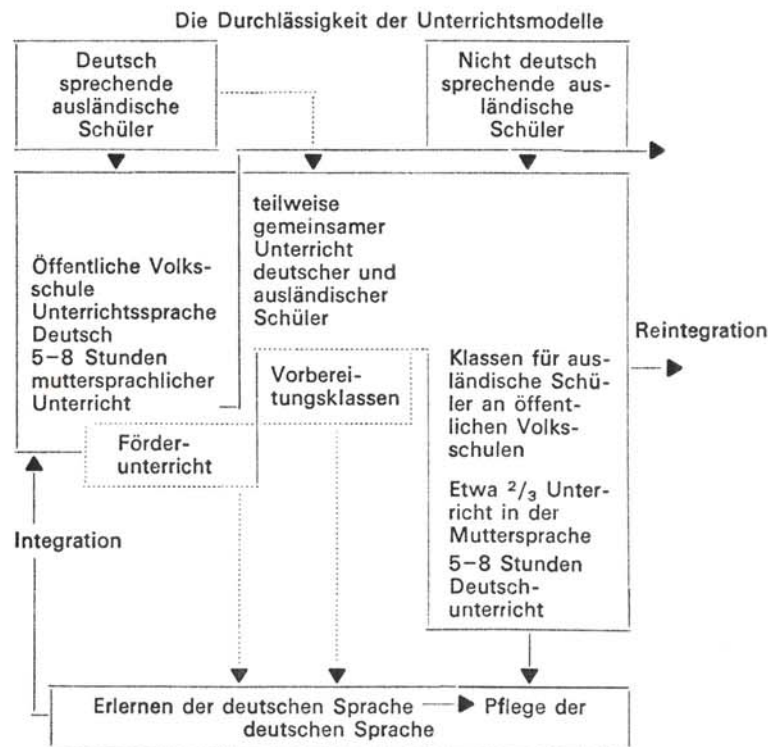 Die Durchlässigkeit der Unterrichtsmodelle
Deutsch
sprechende
ausländische
Schüler
Nicht deutsch
sprechende aus-
ländische
Schüler
teilweise
gemeinsamer
Unterricht
deutscher und
ausländischer
Schüler
Öffentliche Volks-
schule
Unterrichtssprache
Deutsch
5–8 Stunden
muttersprachlicher
Unterricht
Reintegration
Vorberei-
tungsklassen
Klassen für aus-
ländische Schü-
ler an öffent-
lichen Volks-
schulen
Etwa ²/₃ Unter-
richt in der
Muttersprache
5–8 Stunden
Deutsch-
unterricht
Förder-
unterricht
Integration
Erlernen der deutschen Sprache Pflege der
deutschen Sprache